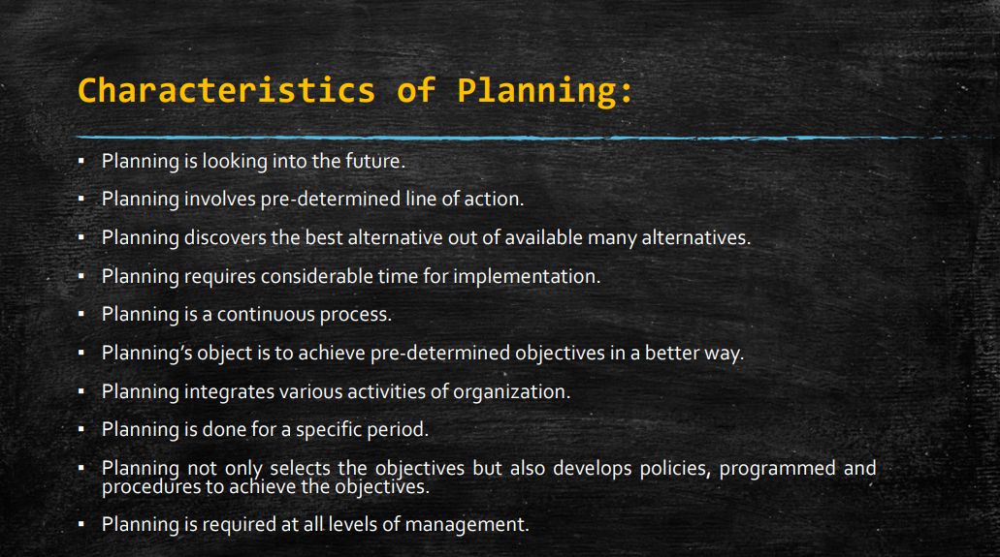 Characteristics of Planning:
▪ Planning is looking into the future.
▪ Planning involves pre-determined line of action.
▪ Planning discovers the best alternative out of available many alternatives.
▪ Planning requires considerable time for implementation.
▪ Planning is a continuous process.
▪ Planning’s object is to achieve pre-determined objectives in a better way.
▪ Planning integrates various activities of organization.
▪ Planning is done for a specific period.
▪ Planning not only selects the objectives but also develops policies, programmed and
procedures to achieve the objectives.
▪ Planning is required at all levels of management.